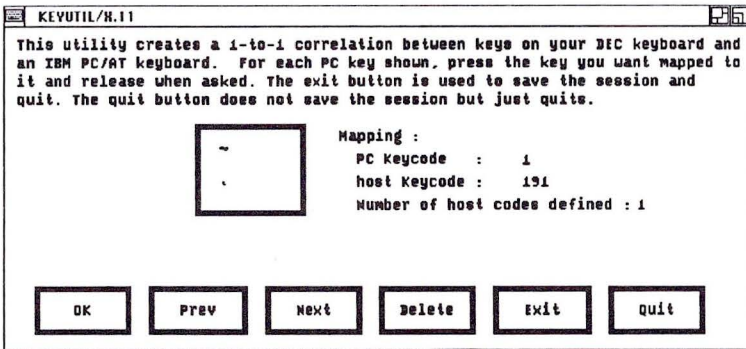 KEYUTIL/X.11
This utility creates a 1-to-1 correlation between keys on your DEC keyboard and
an IBM PC/AT keyboard. For each PC key shown, press the key you want mapped to
it and release when asked. The exit button is used to save the session and
quit. The quit button does not save the session but just quits.
~
`
Mapping :
PC Keycode : 1
host Keycode : 191
Number of host codes defined : 1
OK Prev Next Delete Exit Quit